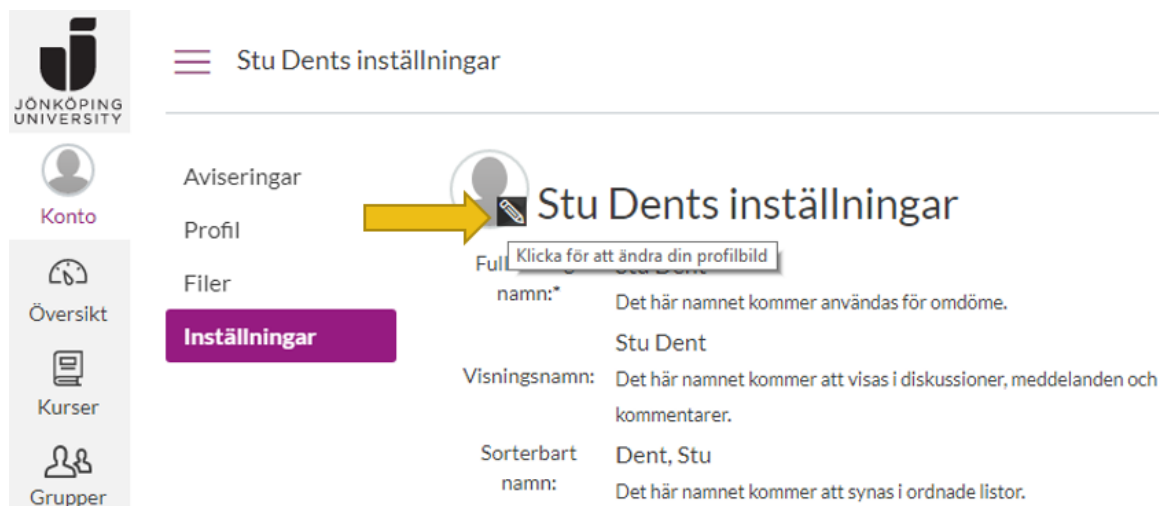 JÖNKÖPING
UNIVERSITY
Stu Dents inställningar
Konto
Översikt
Kurser
Grupper
Aviseringar
Profil
Filer
Inställningar
Stu Dents inställningar
Klicka för att ändra din profilbild
namn:*
Det här namnet kommer användas för omdöme.
Stu Dent
Visningsnamn: Det här namnet kommer att visas i diskussioner, meddelanden och
kommentarer.
Sorterbart Dent, Stu
namn: Det här namnet kommer att synas i ordnade listor.